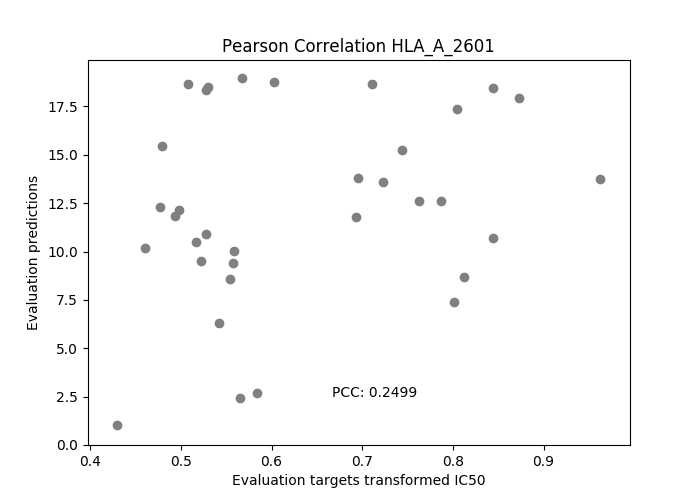 Pearson Correlation HLA_A_2601
Evaluation predictions
17.5
15.0
12.5
10.0
7.5
5.0
2.5
0.0
PCC: 0.2499
0.4 0.5 0.6 0.7 0.8 0.9
Evaluation targets transformed IC50